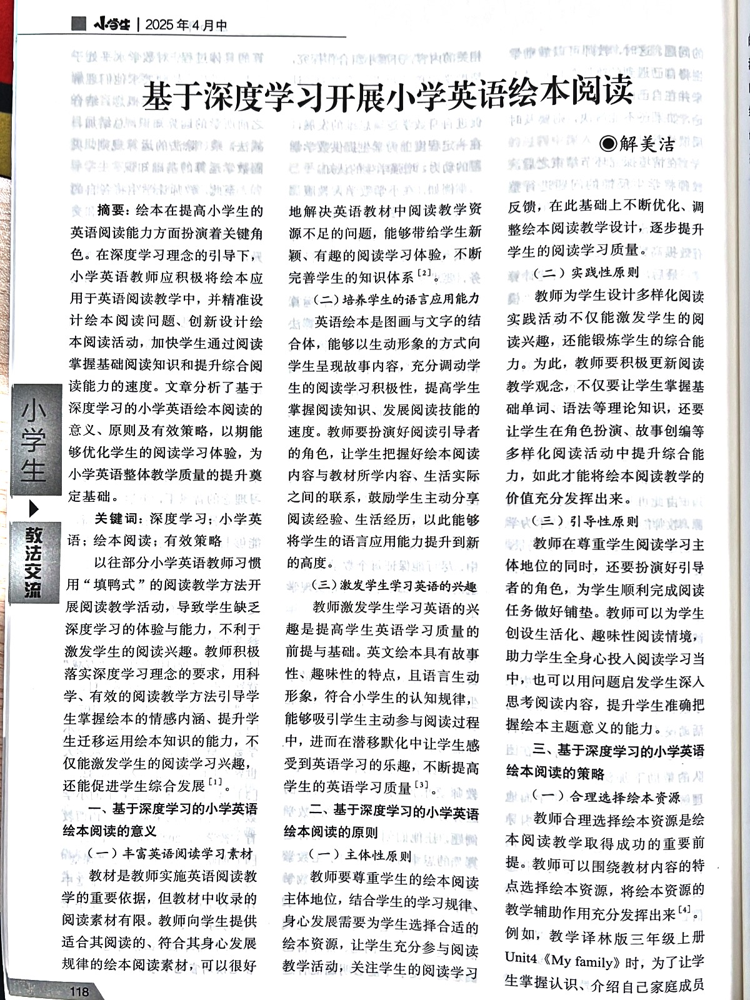 小学生 | 2025年4月中
基于深度学习开展小学英语绘本阅读
◉解美洁
摘要：绘本在提高小学生的
英语阅读能力方面扮演着关键角
色。在深度学习理念的引导下，
小学英语教师应积极将绘本应
用于英语阅读教学中，并精准设
计绘本阅读问题、创新设计绘
本阅读活动，加快学生通过阅读
掌握基础阅读知识和提升综合阅
读能力的速度。文章分析了基于
深度学习的小学英语绘本阅读的
意义、原则及有效策略，以期能
够优化学生的阅读学习体验，为
小学英语整体教学质量的提升奠
定基础。
关键词：深度学习；小学英
语；绘本阅读；有效策略
以往部分小学英语教师习惯
用“填鸭式”的阅读教学方法开
展阅读教学活动，导致学生缺乏
深度学习的体验与能力，不利于
激发学生的阅读兴趣。教师积极
落实深度学习理念的要求，用科
学、有效的阅读教学方法引导学
生掌握绘本的情感内涵、提升学
生迁移运用绘本知识的能力，不
仅能激发学生的阅读学习兴趣，
还能促进学生综合发展[1]。
一、基于深度学习的小学英语
绘本阅读的意义
（一）丰富英语阅读学习素材
教材是教师实施英语阅读教
学的重要依据，但教材中收录的
阅读素材有限。教师向学生提供
适合其阅读的、符合其身心发展
规律的绘本阅读素材，可以很好
地解决英语教材中阅读教学资
源不足的问题，能够带给学生新
颖、有趣的阅读学习体验，不断
完善学生的知识体系[2]。
（二）培养学生的语言应用能力
英语绘本是图画与文字的结
合体，能够以生动形象的方式向
学生呈现故事内容，充分调动学
生的阅读学习积极性，提高学生
掌握阅读知识、发展阅读技能的
速度。教师要扮演好阅读引导者
的角色，让学生把握好绘本阅读
内容与教材所学内容、生活实际
之间的联系，鼓励学生主动分享
阅读经验、生活经历，以此能够
将学生的语言应用能力提升到新
的高度。
（三）激发学生学习英语的兴趣
教师激发学生学习英语的兴
趣是提高学生英语学习质量的
前提与基础。英文绘本具有故事
性、趣味性的特点，且语言生动
形象，符合小学生的认知规律，
能够吸引学生主动参与阅读过程
中，进而在潜移默化中让学生感
受到英语学习的乐趣，不断提高
学生的英语学习质量[3]。
二、基于深度学习的小学英语
绘本阅读的原则
（一）主体性原则
教师要尊重学生的绘本阅读
主体地位，结合学生的学习规律、
身心发展需要为学生选择合适的
绘本资源，让学生充分参与阅读
教学活动，关注学生的阅读学习
反馈，在此基础上不断优化、调
整绘本阅读教学设计，逐步提升
学生的阅读学习质量。
（二）实践性原则
教师为学生设计多样化阅读
实践活动不仅能激发学生的阅
读兴趣，还能锻炼学生的综合能
力。为此，教师要积极更新阅读
教学观念，不仅要让学生掌握基
础单词、语法等理论知识，还要
让学生在角色扮演、故事创编等
多样化阅读活动中提升综合能
力，如此才能将绘本阅读教学的
价值充分发挥出来。
（三）引导性原则
教师在尊重学生阅读学习主
体地位的同时，还要扮演好引导
者的角色，为学生顺利完成阅读
任务做好铺垫。教师可以为学生
创设生活化、趣味性阅读情境，
助力学生全身心投入阅读学习当
中，也可以用问题启发学生深入
思考阅读内容，提升学生准确把
握绘本主题意义的能力。
三、基于深度学习的小学英语
绘本阅读的策略
（一）合理选择绘本资源
教师合理选择绘本资源是绘
本阅读教学取得成功的重要前
提。教师可以围绕教材内容的特
点选择绘本资源，将绘本资源的
教学辅助作用充分发挥出来[4]。
例如，教学译林版三年级上册
Unit4《My family》时，为了让学
生掌握认识、介绍自己家庭成员
小学生
教法交流
118